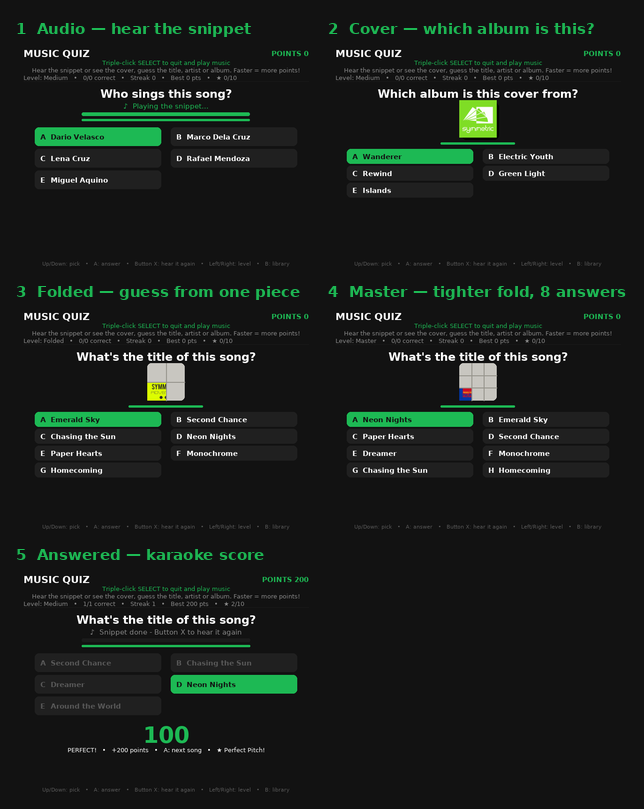 1 Audio — hear the snippet
MUSIC QUIZ
POINTS 0
Triple-click SELECT to quit and play music
Hear the snippet or see the cover, guess the title, artist or album. Faster = more points!
Level: Medium • 0/0 correct • Streak 0 • Best 0 pts • ★ 0/10
Who sings this song?
♪ Playing the snippet...
A Dario Velasco
B Marco Dela Cruz
C Lena Cruz
D Rafael Mendoza
E Miguel Aquino
Up/Down: pick • A: answer • Button X: hear it again • Left/Right: level • B: library
2 Cover — which album is this?
MUSIC QUIZ
POINTS 0
Triple-click SELECT to quit and play music
Hear the snippet or see the cover, guess the title, artist or album. Faster = more points!
Level: Medium • 0/0 correct • Streak 0 • Best 0 pts • ★ 0/10
Which album is this cover from?
symmetric
A Wanderer
B Electric Youth
C Rewind
D Green Light
E Islands
Up/Down: pick • A: answer • Button X: hear it again • Left/Right: level • B: library
3 Folded — guess from one piece
MUSIC QUIZ
POINTS 0
Triple-click SELECT to quit and play music
Hear the snippet or see the cover, guess the title, artist or album. Faster = more points!
Level: Folded • 0/0 correct • Streak 0 • Best 0 pts • ★ 0/10
What's the title of this song?
SYMM
A Emerald Sky
B Second Chance
C Chasing the Sun
D Neon Nights
E Paper Hearts
F Monochrome
G Homecoming
Up/Down: pick • A: answer • Button X: hear it again • Left/Right: level • B: library
4 Master — tighter fold, 8 answers
MUSIC QUIZ
POINTS 0
Triple-click SELECT to quit and play music
Hear the snippet or see the cover, guess the title, artist or album. Faster = more points!
Level: Master • 0/0 correct • Streak 0 • Best 0 pts • ★ 0/10
What's the title of this song?
A Neon Nights
B Emerald Sky
C Paper Hearts
D Second Chance
E Dreamer
F Monochrome
G Chasing the Sun
H Homecoming
Up/Down: pick • A: answer • Button X: hear it again • Left/Right: level • B: library
5 Answered — karaoke score
MUSIC QUIZ
POINTS 200
Triple-click SELECT to quit and play music
Hear the snippet or see the cover, guess the title, artist or album. Faster = more points!
Level: Medium • 1/1 correct • Streak 1 • Best 200 pts • ★ 2/10
What's the title of this song?
♪ Snippet done - Button X to hear it again
A Second Chance
B Chasing the Sun
C Dreamer
D Neon Nights
E Around the World
100
PERFECT! • +200 points • A: next song • ★ Perfect Pitch!
Up/Down: pick • A: answer • Button X: hear it again • Left/Right: level • B: library